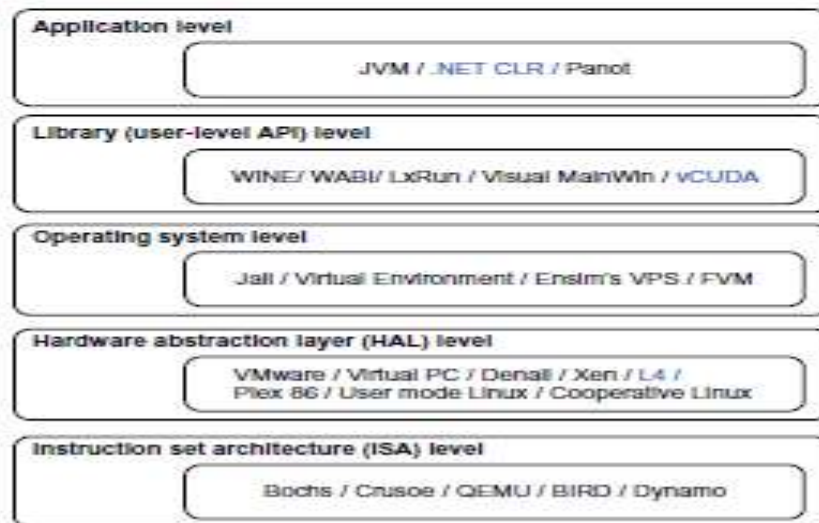 Application level
JVM / .NET CLR / Panot
Library (user-level API) level
WINE/ WABI/ LxRun / Visual MainWin / vCUDA
Operating system level
Jail / Virtual Environment / Ensim's VPS / FVM
Hardware abstraction layer (HAL) level
VMware / Virtual PC / Denali / Xen / L4 /
Plex 86 / User mode Linux / Cooperative Linux
Instruction set architecture (ISA) level
Bochs / Crusoe / QEMU / BIRD / Dynamo